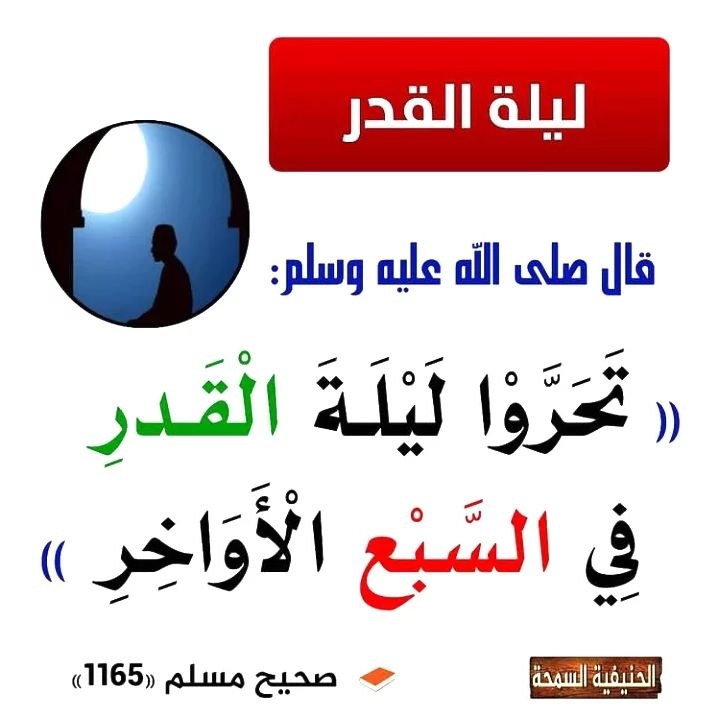 ليلة القدر
قال صلى الله عليه وسلم:
(( تَحَرَّوْا لَيْلَةَ الْقَدرِ
فِي السَّبْعِ الْأَوَاخِرِ ))
صحيح مسلم ((1165))
الحنيفية السمحة